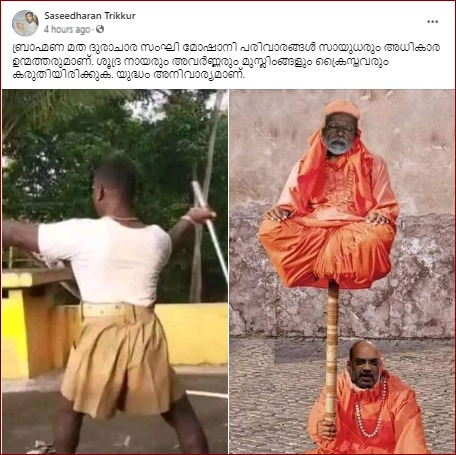 Saseedharan Trikkur
4 hours ago ·
ബ്രാഹ്മണ മത ദുരാചാര സംഘി മോഷാനി പരിവാരങ്ങൾ സായുധരും അധികാര
ഉന്മത്തരുമാണ്. ശൂദ്ര നായരും അവർണ്ണരും മുസ്ലിംങ്ങളും ക്രൈസ്തവരും
കരുതിയിരിക്കുക. യുദ്ധം അനിവാര്യമാണ്.